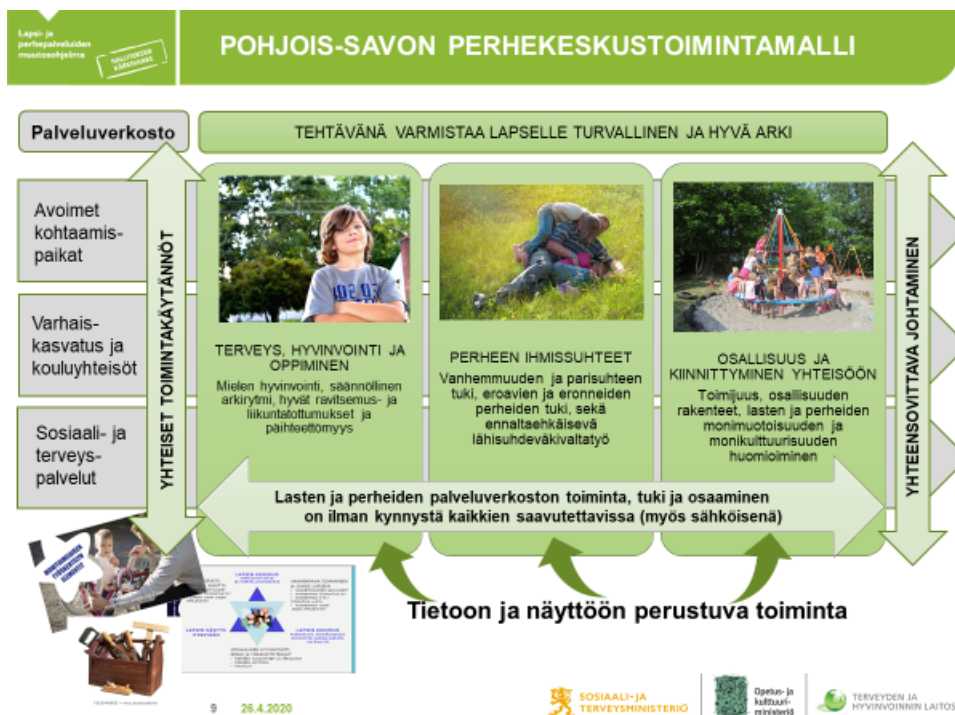 Lapsi- ja
perhepalveluiden
muutosohjelma
HALLITUKSEN
KÄRKIHANKE
POHJOIS-SAVON PERHEKESKUSTOIMINTAMALLI
Palveluverkosto
TEHTÄVÄNÄ VARMISTAA LAPSELLE TURVALLINEN JA HYVÄ ARKI
Avoimet
kohtaamis-
paikat
Varhais-
kasvatus ja
kouluyhteisöt
Sosiaali- ja
terveys-
palvelut
YHTEISET TOIMINTAKÄYTÄNNÖT
TERVEYS, HYVINVOINTI JA
OPPIMINEN
Mielen hyvinvointi, säännöllinen
arkirytmi, hyvät ravitsemus- ja
liikuntatottumukset ja
päihteettömyys
PERHEEN IHMISSUHTEET
Vanhemmuuden ja parisuhteen
tuki, eroavien ja eronneiden
perheiden tuki, sekä
ennaltaehkäisevä
lähisuhdeväkivaltatyö
OSALLISUUS JA
KIINNITTYMINEN YHTEISÖÖN
Toimijuus, osallisuuden
rakenteet, lasten ja perheiden
monimuotoisuuden ja
monikulttuurisuuden
huomioiminen
YHTEENSOVITTAVA JOHTAMINEN
Lasten ja perheiden palveluverkoston toiminta, tuki ja osaaminen
on ilman kynnystä kaikkien saavutettavissa (myös sähköisenä)
Tietoon ja näyttöön perustuva toiminta
9 26.4.2020
SOSIAALI- JA
TERVEYSMINISTERIÖ
Opetus- ja
kulttuuri-
ministeriö
TERVEYDEN JA
HYVINVOINNIN LAITOS